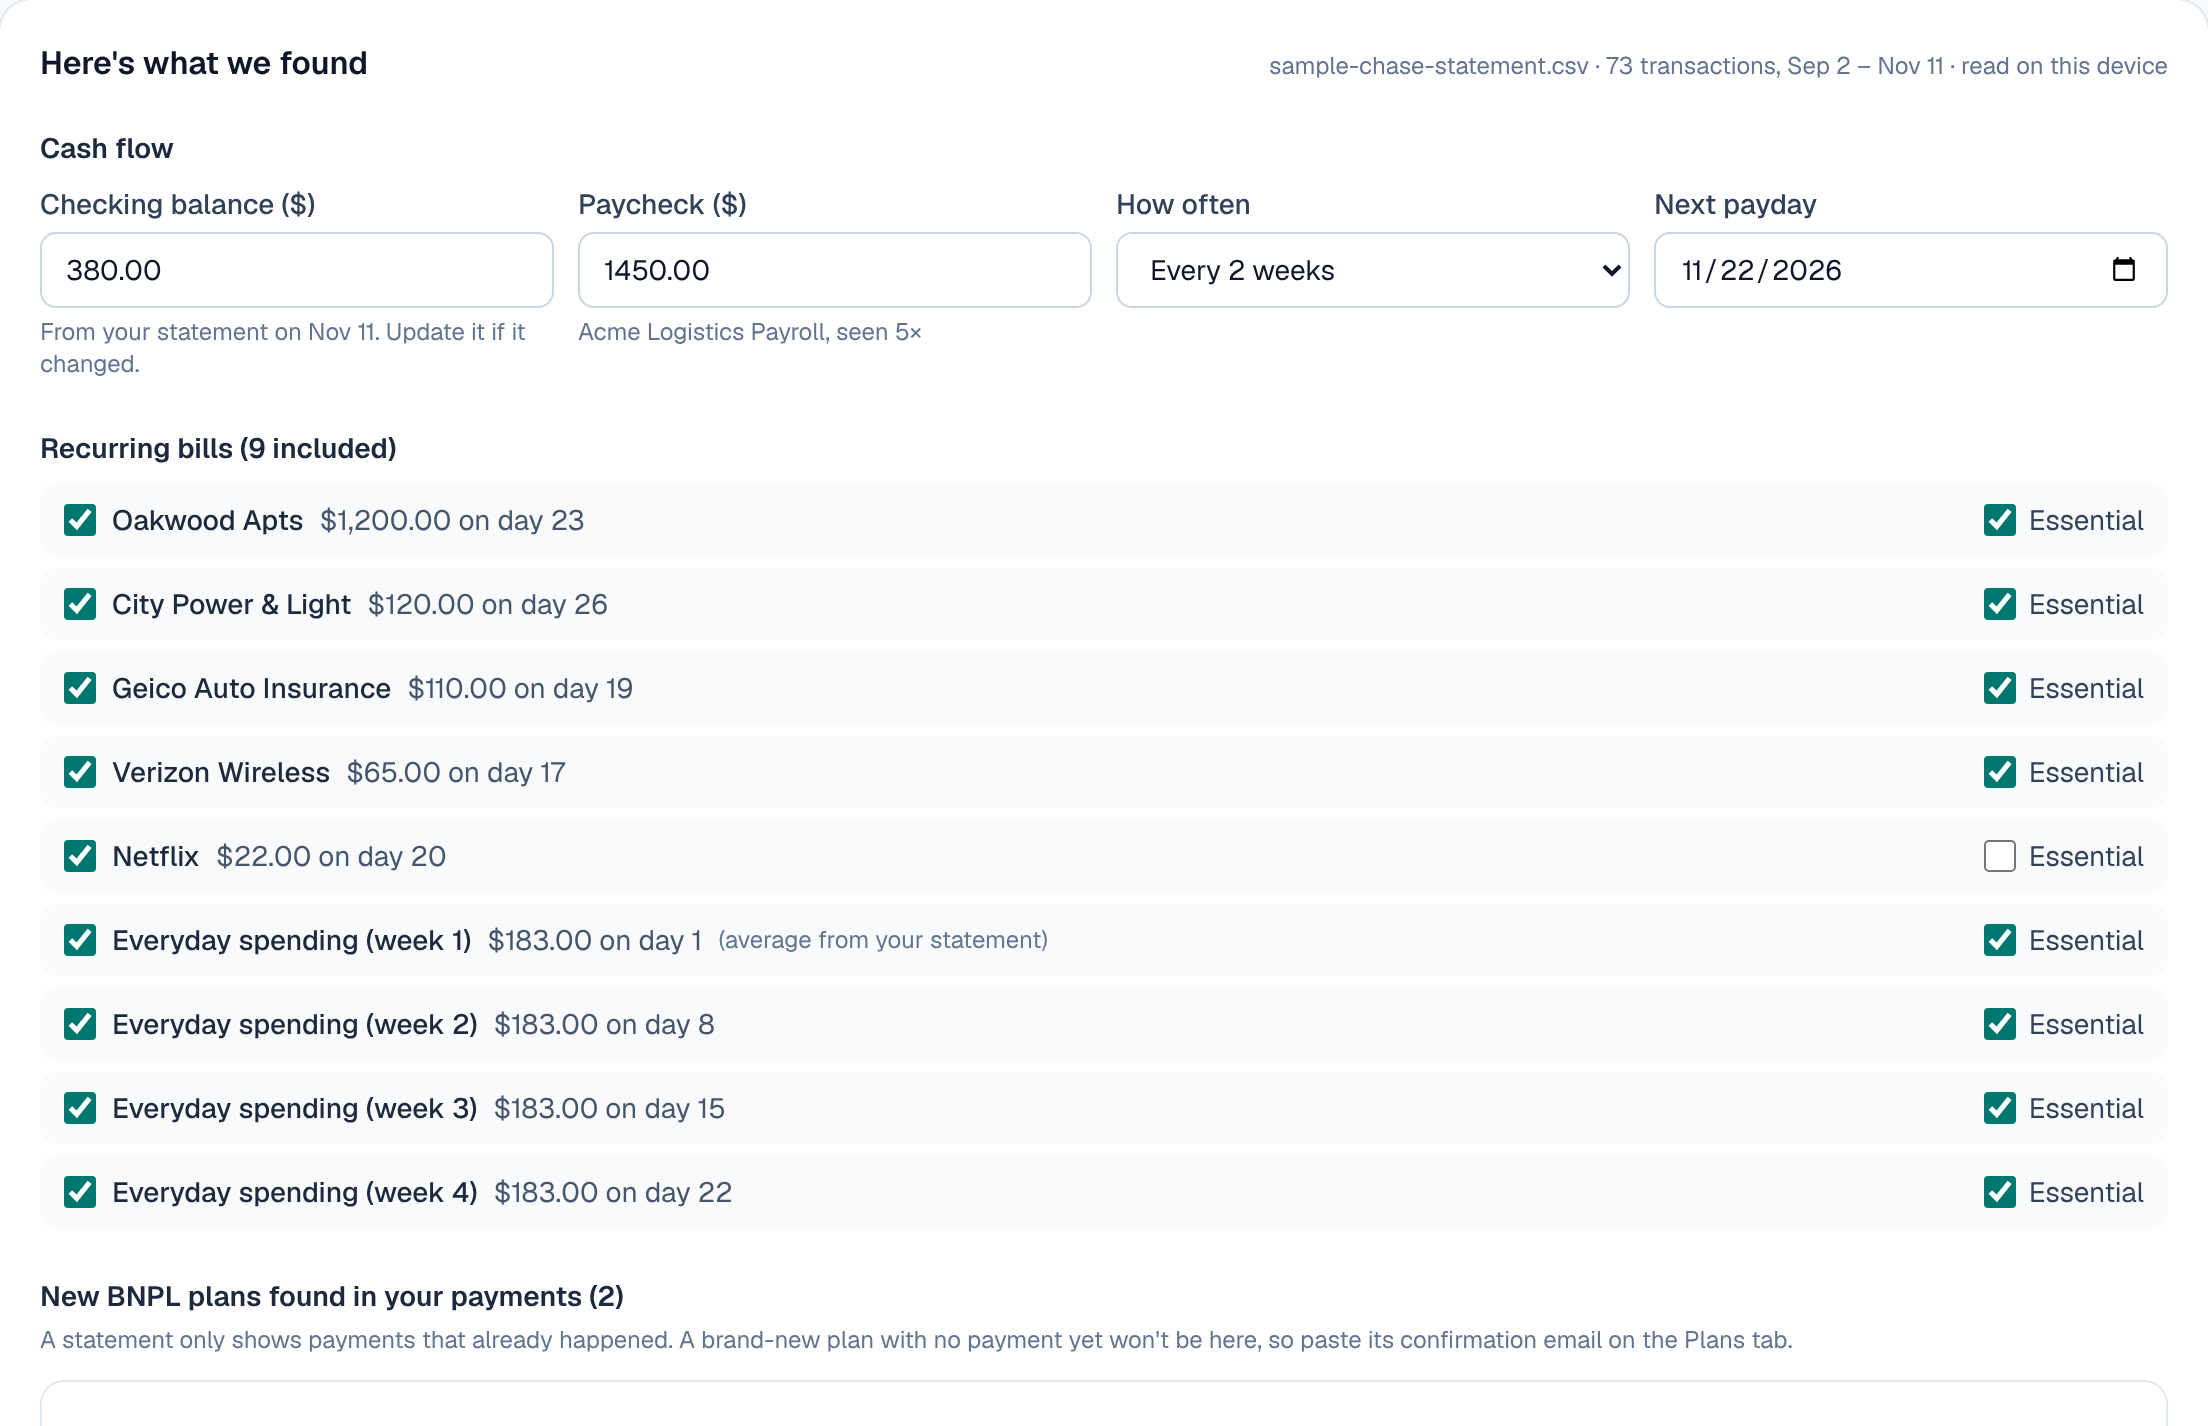 Here's what we found
sample-chase-statement.csv · 73 transactions, Sep 2 – Nov 11 · read on this device
Cash flow
Checking balance ($)
Paycheck ($)
How often
Next payday
380.00
1450.00
Every 2 weeks
11/22/2026
From your statement on Nov 11. Update it if it
changed.
Acme Logistics Payroll, seen 5×
Recurring bills (9 included)
Oakwood Apts $1,200.00 on day 23 Essential
City Power & Light $120.00 on day 26 Essential
Geico Auto Insurance $110.00 on day 19 Essential
Verizon Wireless $65.00 on day 17 Essential
Netflix $22.00 on day 20 Essential
Everyday spending (week 1) $183.00 on day 1 (average from your statement) Essential
Everyday spending (week 2) $183.00 on day 8 Essential
Everyday spending (week 3) $183.00 on day 15 Essential
Everyday spending (week 4) $183.00 on day 22 Essential
New BNPL plans found in your payments (2)
A statement only shows payments that already happened. A brand-new plan with no payment yet won't be here, so paste its confirmation email on the Plans tab.